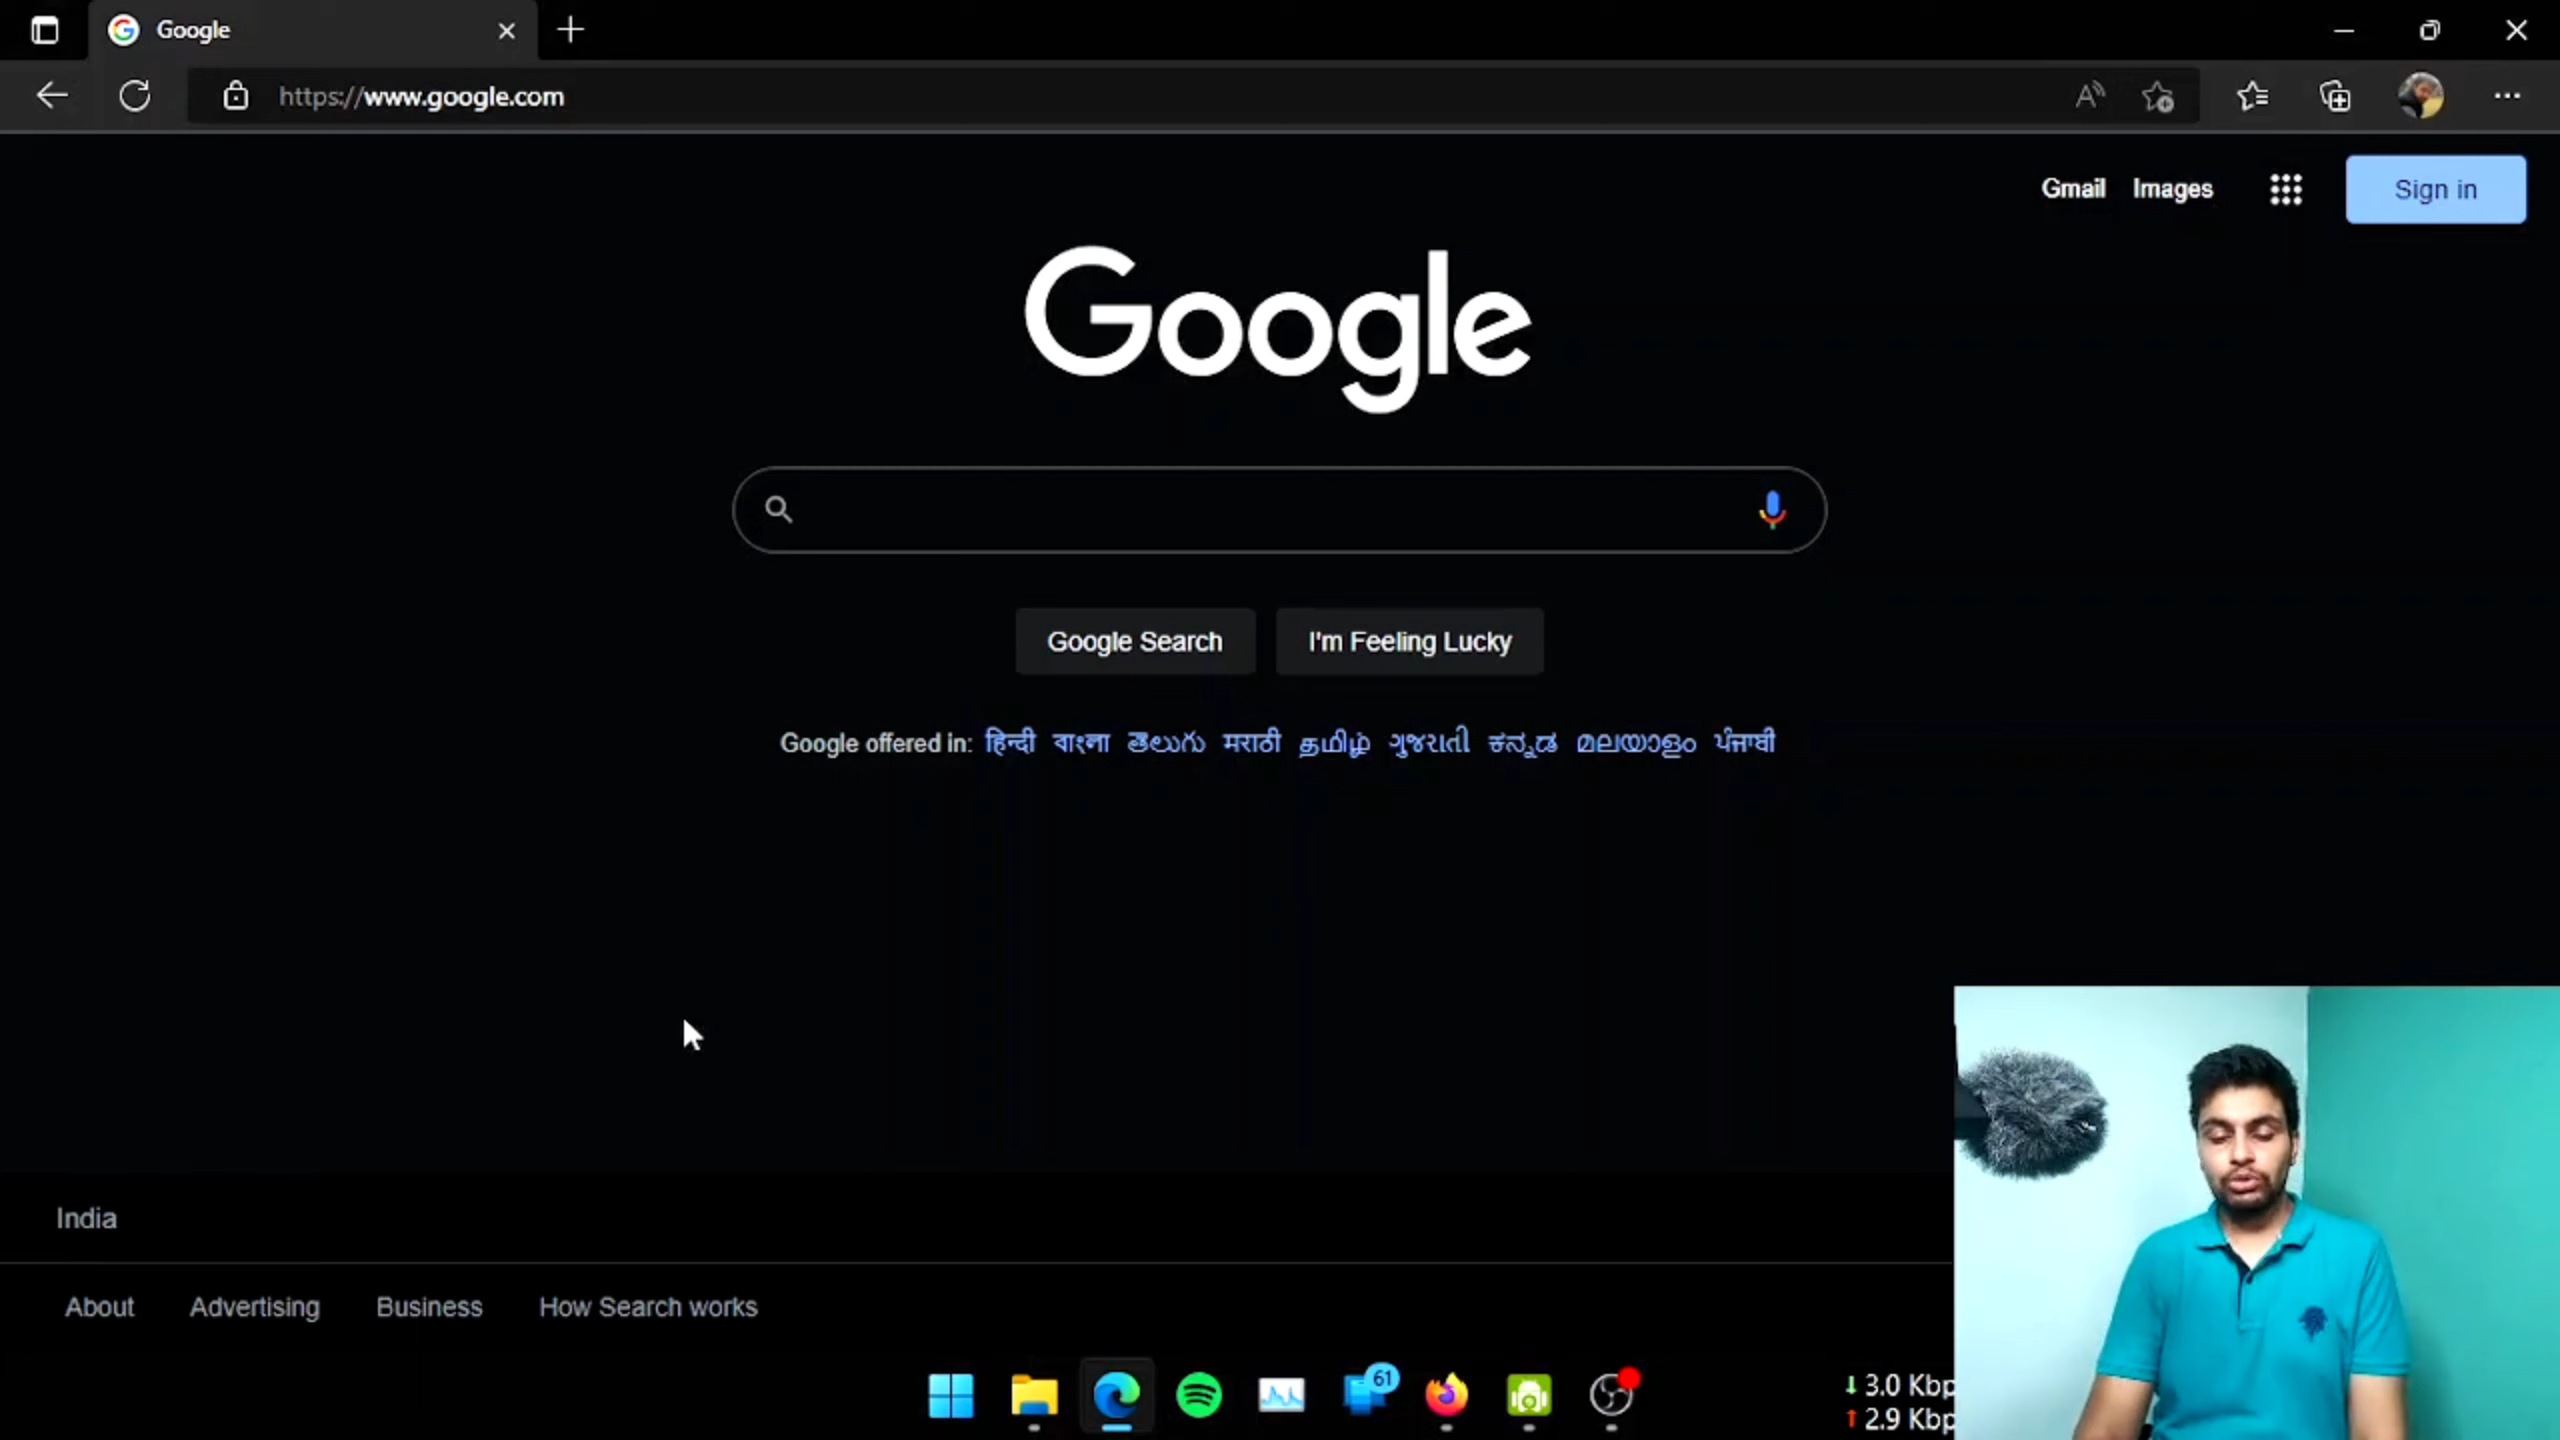 Google
https://www.google.com
Gmail Images Sign in
Google
Google Search I'm Feeling Lucky
Google offered in: हिन्दी বাংলা తెలుగు मराठी தமிழ் ગુજરાતી ಕನ್ನಡ മലയാളം ਪੰਜਾਬੀ
India
About Advertising Business How Search works
61
↓ 3.0 Kbp
↑ 2.9 Kbp